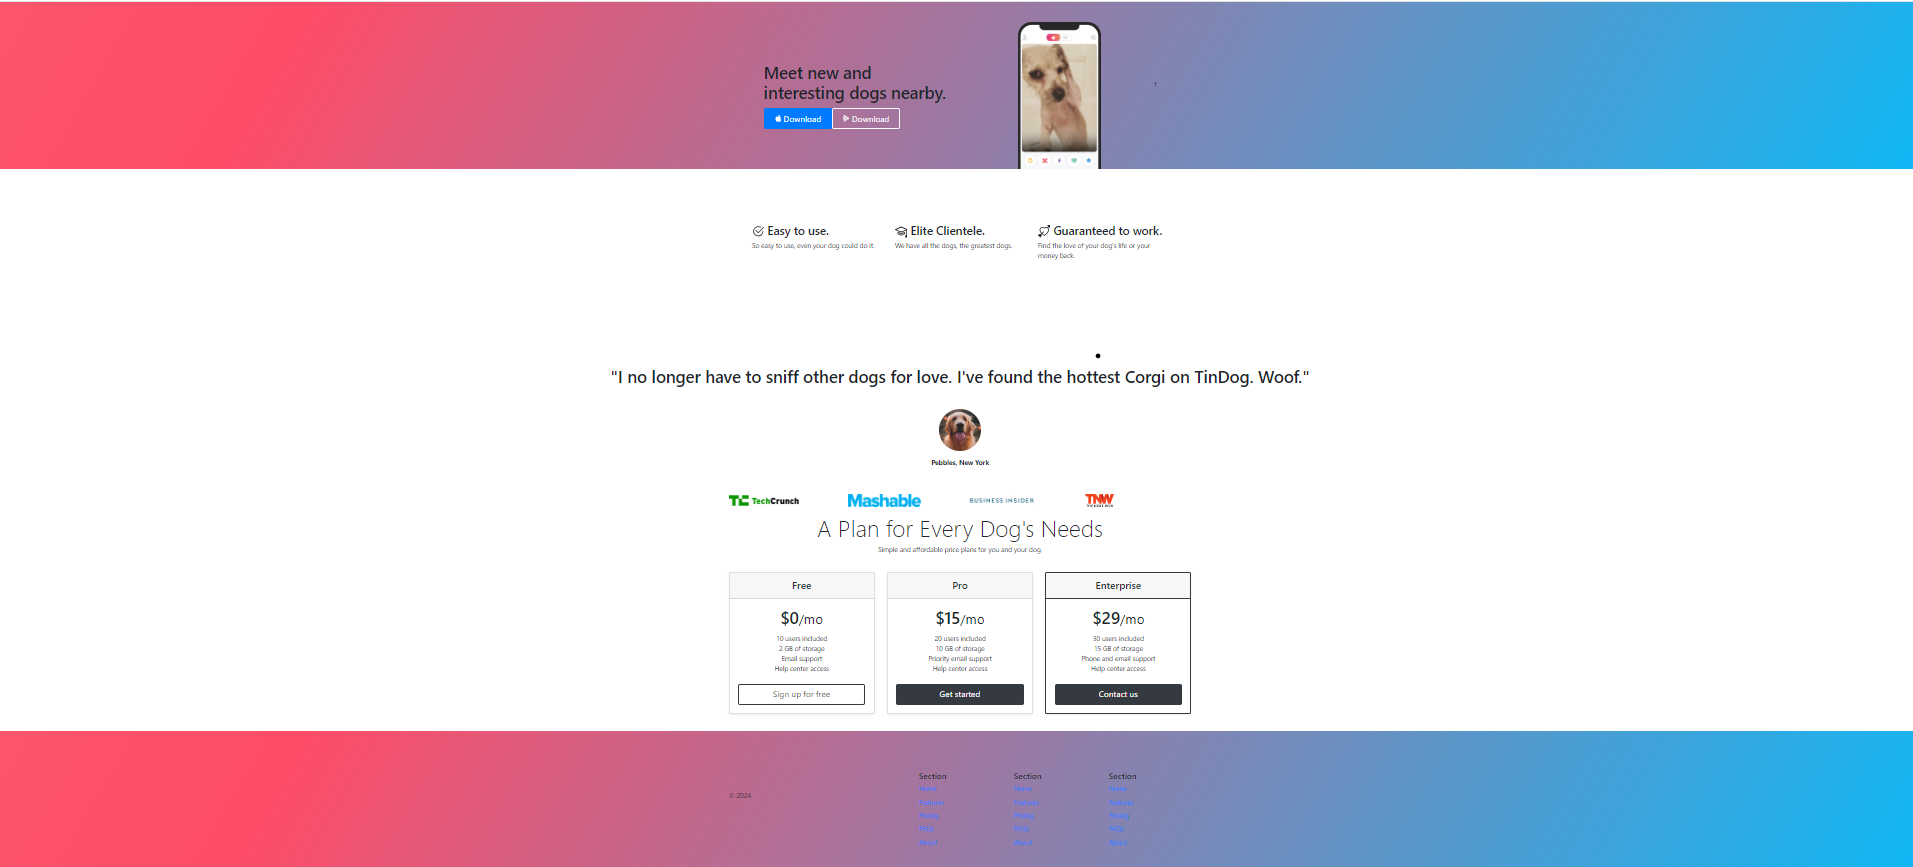 Meet new and
interesting dogs nearby.
Download Download
Easy to use. Elite Clientele. Guaranteed to work.
So easy to use, even your dog could do it. We have all the dogs, the greatest dogs. Find the love of your dog's life or your
money back.
"I no longer have to sniff other dogs for love. I've found the hottest Corgi on TinDog. Woof."
Pebbles, New York
TC TechCrunch Mashable BUSINESS INSIDER TNW
A Plan for Every Dog's Needs
Simple and affordable price plans for you and your dog.
Free
$0/mo
10 users included
2 GB of storage
Email support
Help center access
Sign up for free
Pro
$15/mo
20 users included
10 GB of storage
Priority email support
Help center access
Get started
Enterprise
$29/mo
30 users included
15 GB of storage
Phone and email support
Help center access
Contact us
© 2024
Section
Home
Features
Pricing
FAQs
About
Section
Home
Features
Pricing
FAQs
About
Section
Home
Features
Pricing
FAQs
About